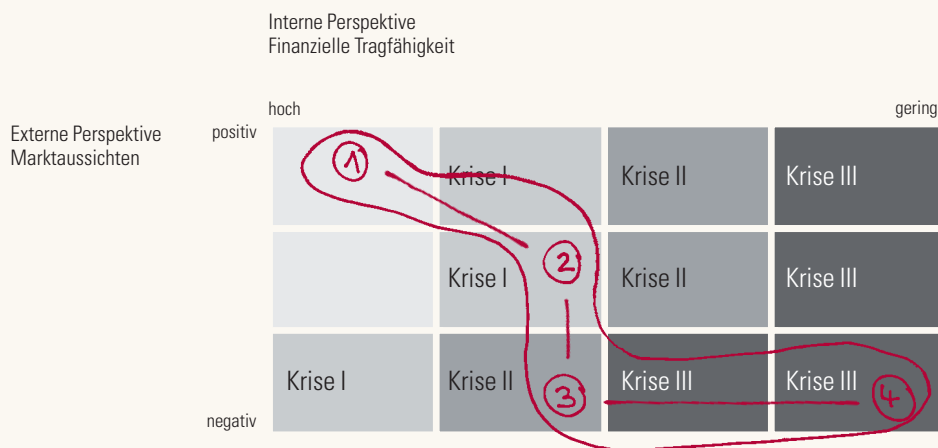 Interne Perspektive
Finanzielle Tragfähigkeit
hoch
gering
Externe Perspektive
Marktaussichten
positiv
1
Krise I
Krise II
Krise III
Krise I
2
Krise II
Krise III
Krise I
Krise II
3
Krise III
Krise III
4
negativ